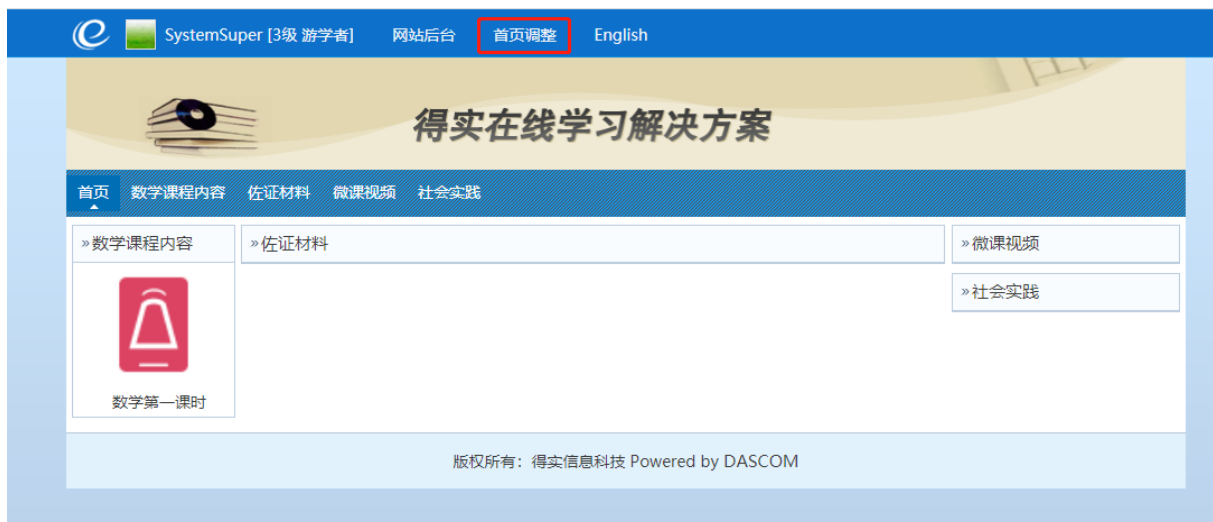 SystemSuper [3级 游学者] 网站后台 首页调整 English
得实在线学习解决方案
首页 数学课程内容 佐证材料 微课视频 社会实践
»数学课程内容 »佐证材料 »微课视频
»社会实践
数学第一课时
版权所有：得实信息科技 Powered by DASCOM